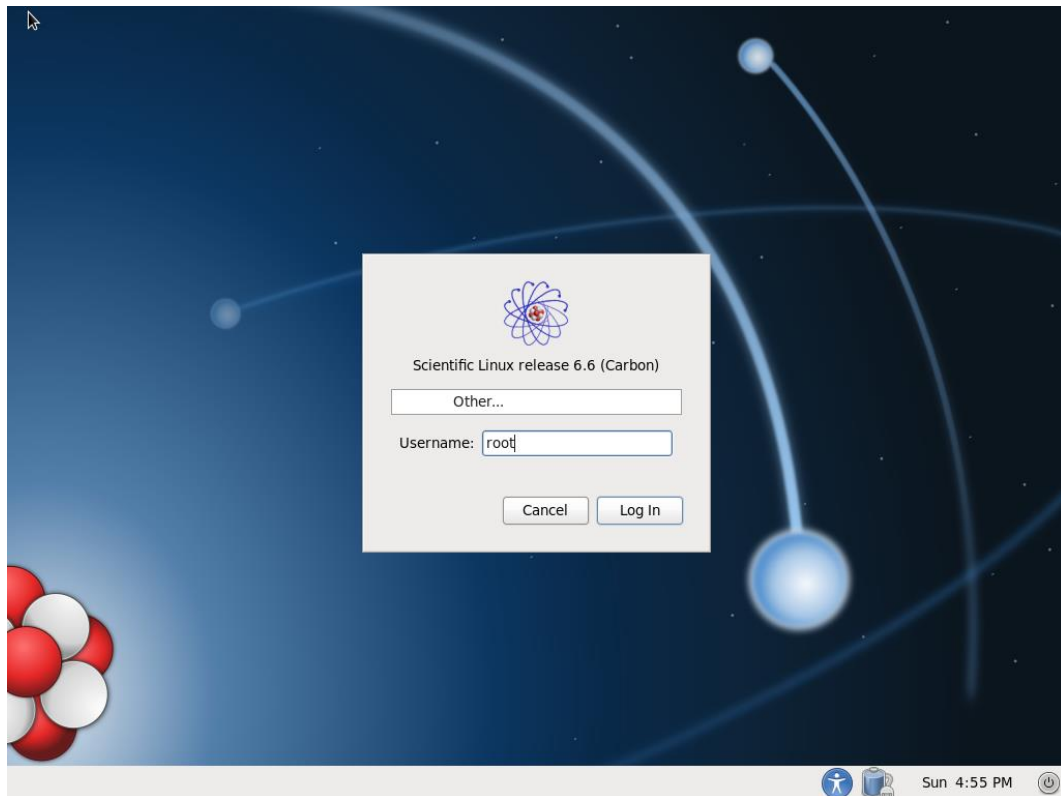 Scientific Linux release 6.6 (Carbon)
Other...
Username: root
Cancel Log In
Sun 4:55 PM